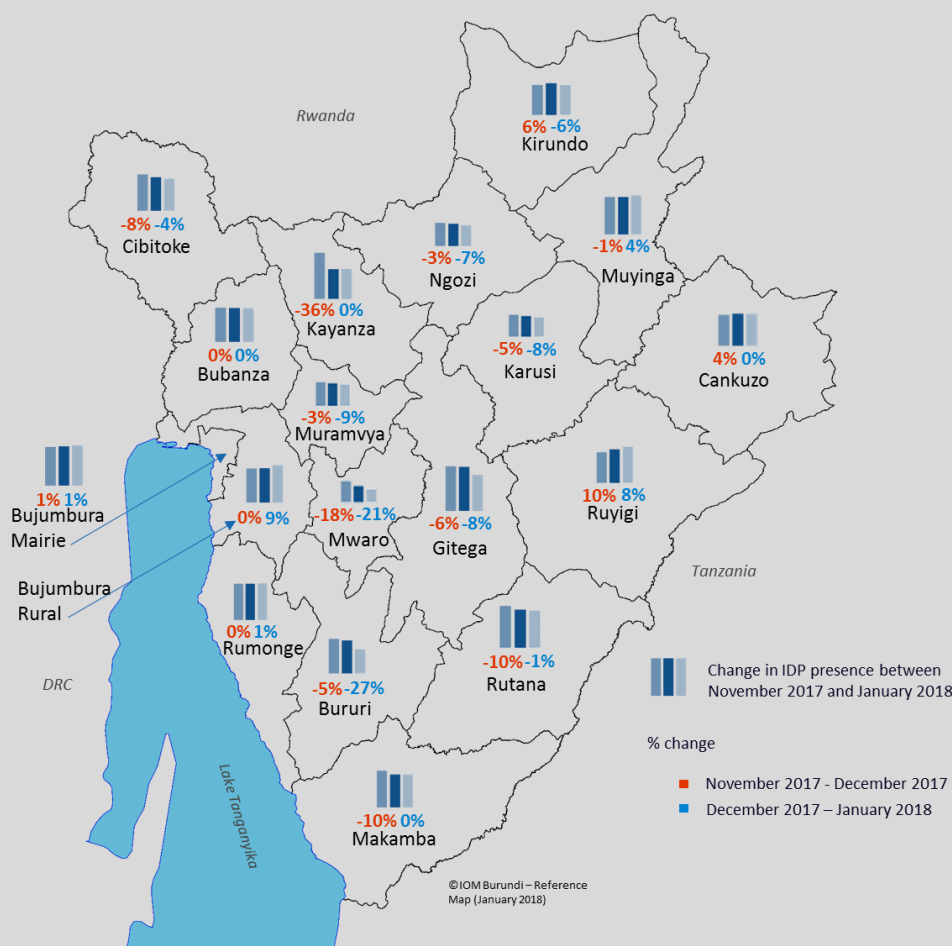 Rwanda
6% -6%
Kirundo
-8% -4%
Cibitoke
-3% -7%
Ngozi
-1% 4%
Muyinga
-36% 0%
Kayanza
0% 0%
Bubanza
-5% -8%
Karusi
4% 0%
Cankuzo
-3% -9%
Muramvya
1% 1%
Bujumbura
Mairie
0% 9%
Bujumbura
Rural
-18% -21%
Mwaro
-6% -8%
Gitega
10% 8%
Ruyigi
Tanzania
0% 1%
Rumonge
DRC
-5% -27%
Bururi
-10% -1%
Rutana
Lake Tanganyika
-10% 0%
Makamba
Change in IDP presence between
November 2017 and January 2018
% change
November 2017 - December 2017
December 2017 – January 2018
©IOM Burundi – Reference
Map (January 2018)